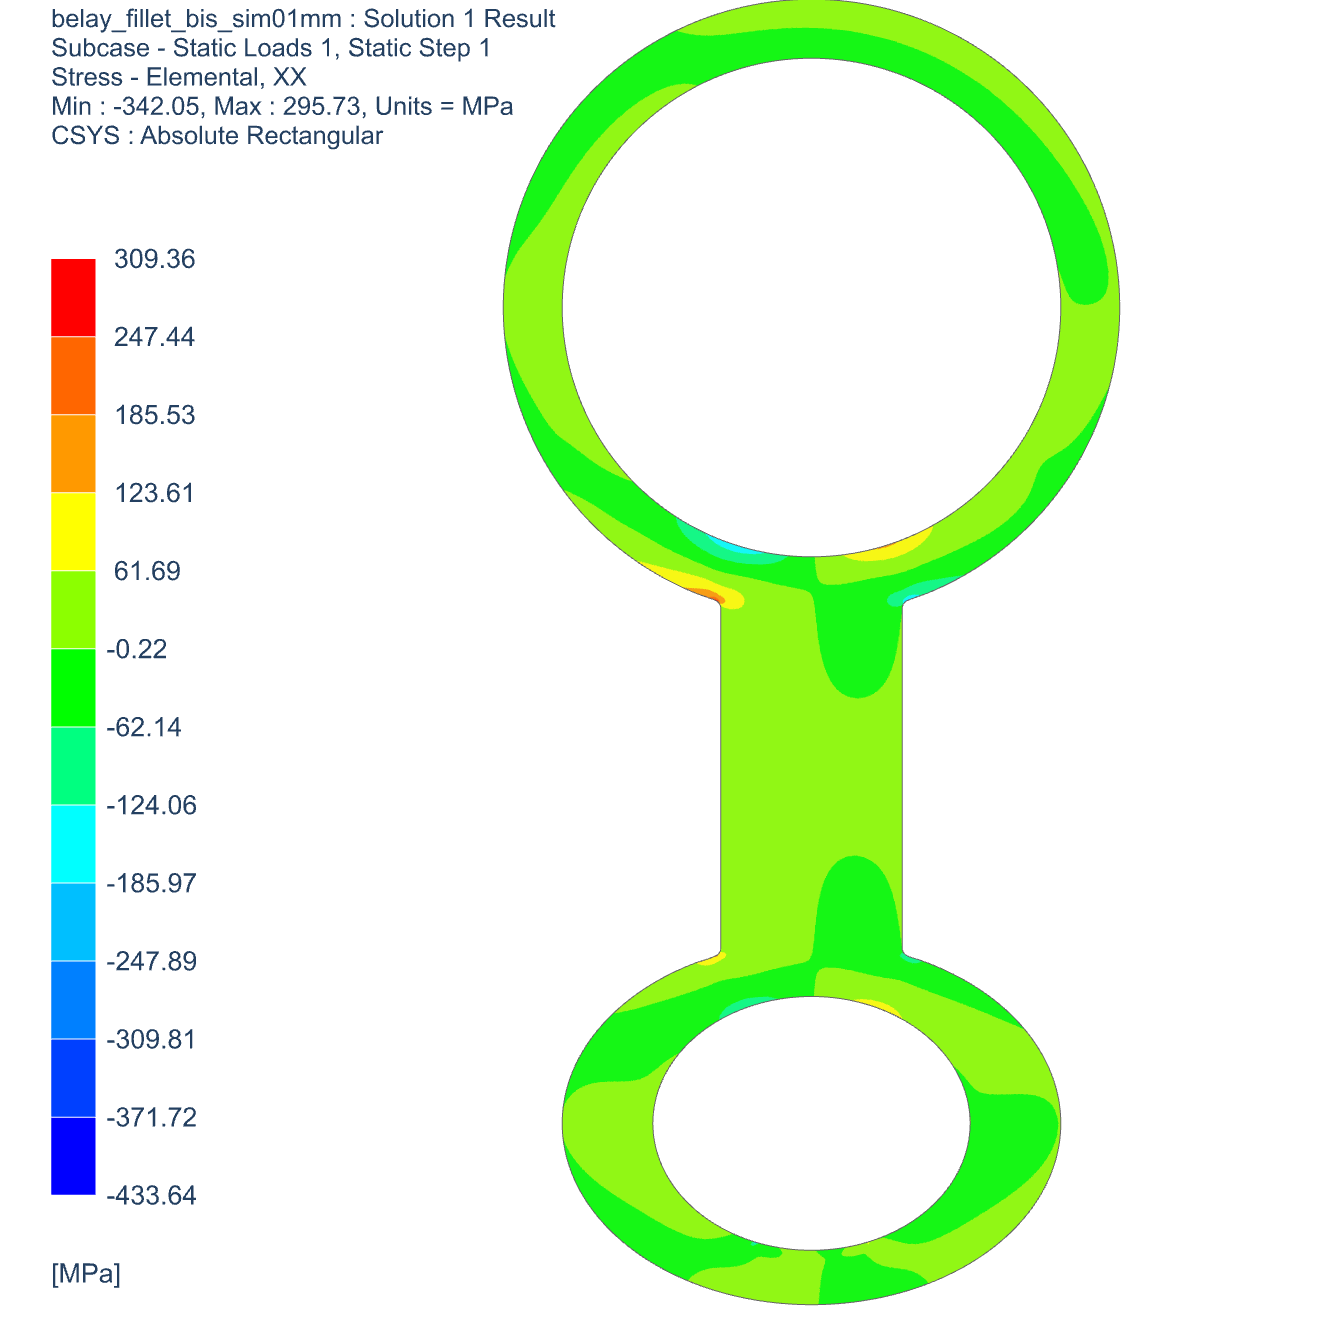 belay_fillet_bis_sim01mm : Solution 1 Result
Subcase - Static Loads 1, Static Step 1
Stress - Elemental, XX
Min : -342.05, Max : 295.73, Units = MPa
CSYS : Absolute Rectangular
309.36
247.44
185.53
123.61
61.69
-0.22
-62.14
-124.06
-185.97
-247.89
-309.81
-371.72
-433.64
[MPa]